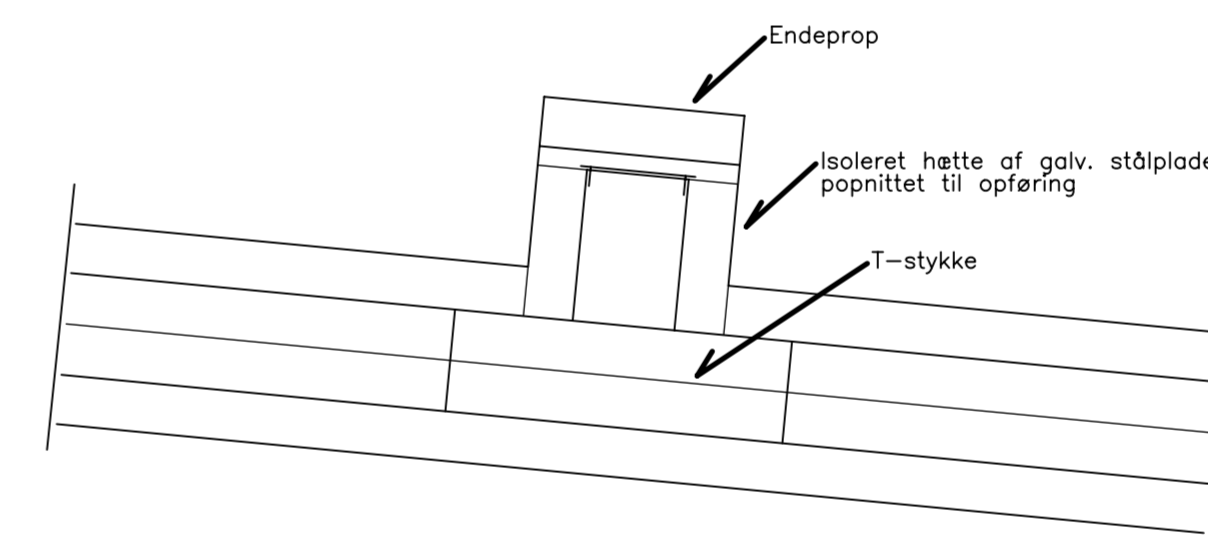 Endeprop
Isoleret hætte af galv. stålplade
popnittet til opføring
T-stykke